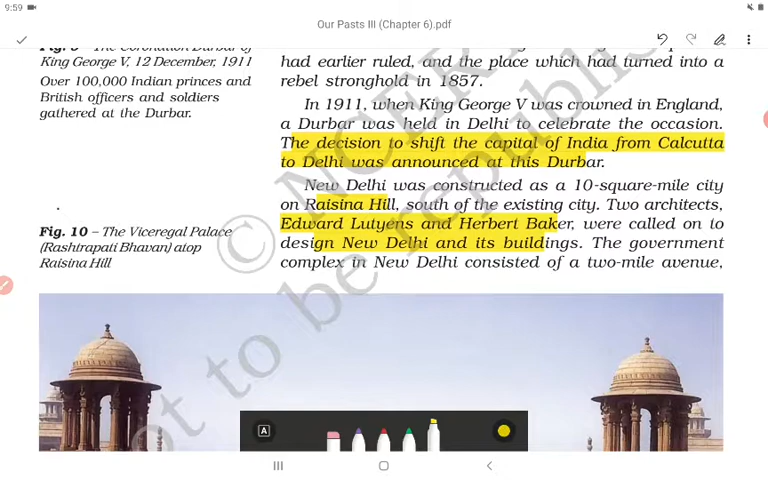 9:59
Our Pasts III (Chapter 6).pdf
King George V, 12 December, 1911
Over 100,000 Indian princes and
British officers and soldiers
gathered at the Durbar.
had earlier ruled, and the place which had turned into a
rebel stronghold in 1857.
In 1911, when King George V was crowned in England,
a Durbar was held in Delhi to celebrate the occasion.
The decision to shift the capital of India from Calcutta
to Delhi was announced at this Durbar.
New Delhi was constructed as a 10-square-mile city
on Raisina Hill, south of the existing city. Two architects,
Edward Lutyens and Herbert Baker, were called on to
design New Delhi and its buildings. The government
complex in New Delhi consisted of a two-mile avenue,
Fig. 10 – The Viceregal Palace
(Rashtrapati Bhavan) atop
Raisina Hill
© NCERT
not to be republis
A